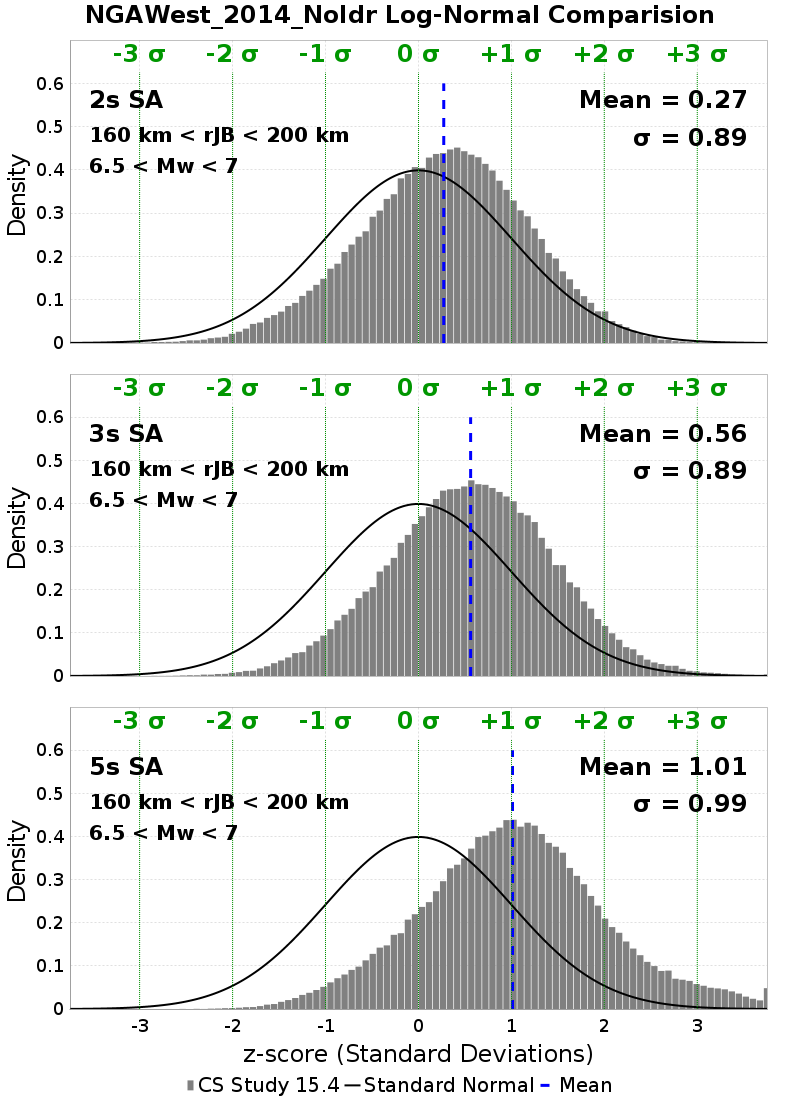 NGAWest_2014_NoIdr Log-Normal Comparision
-3 σ -2 σ -1 σ 0 σ +1 σ +2 σ +3 σ
0.6
2s SA Mean = 0.27
0.5
160 km < rJB < 200 km σ = 0.89
0.4
6.5 < Mw < 7
0.3
0.2
0.1
0
Density
-3 σ -2 σ -1 σ 0 σ +1 σ +2 σ +3 σ
0.6
3s SA Mean = 0.56
0.5
160 km < rJB < 200 km σ = 0.89
0.4
6.5 < Mw < 7
0.3
0.2
0.1
0
Density
-3 σ -2 σ -1 σ 0 σ +1 σ +2 σ +3 σ
0.6
5s SA Mean = 1.01
0.5
160 km < rJB < 200 km σ = 0.99
0.4
6.5 < Mw < 7
0.3
0.2
0.1
0
Density
-3 -2 -1 0 1 2 3
z-score (Standard Deviations)
CS Study 15.4 Standard Normal Mean